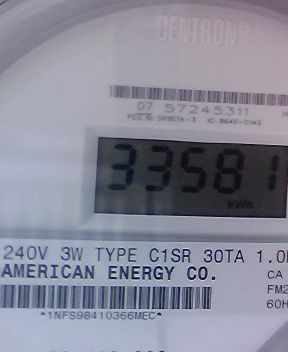 CENTRON®
07 57245311
33581
kWh
240V 3W TYPE C1SR 30TA 1.0
AMERICAN ENERGY CO.
CA
FM2
60H
*1NFS98410366MEC*